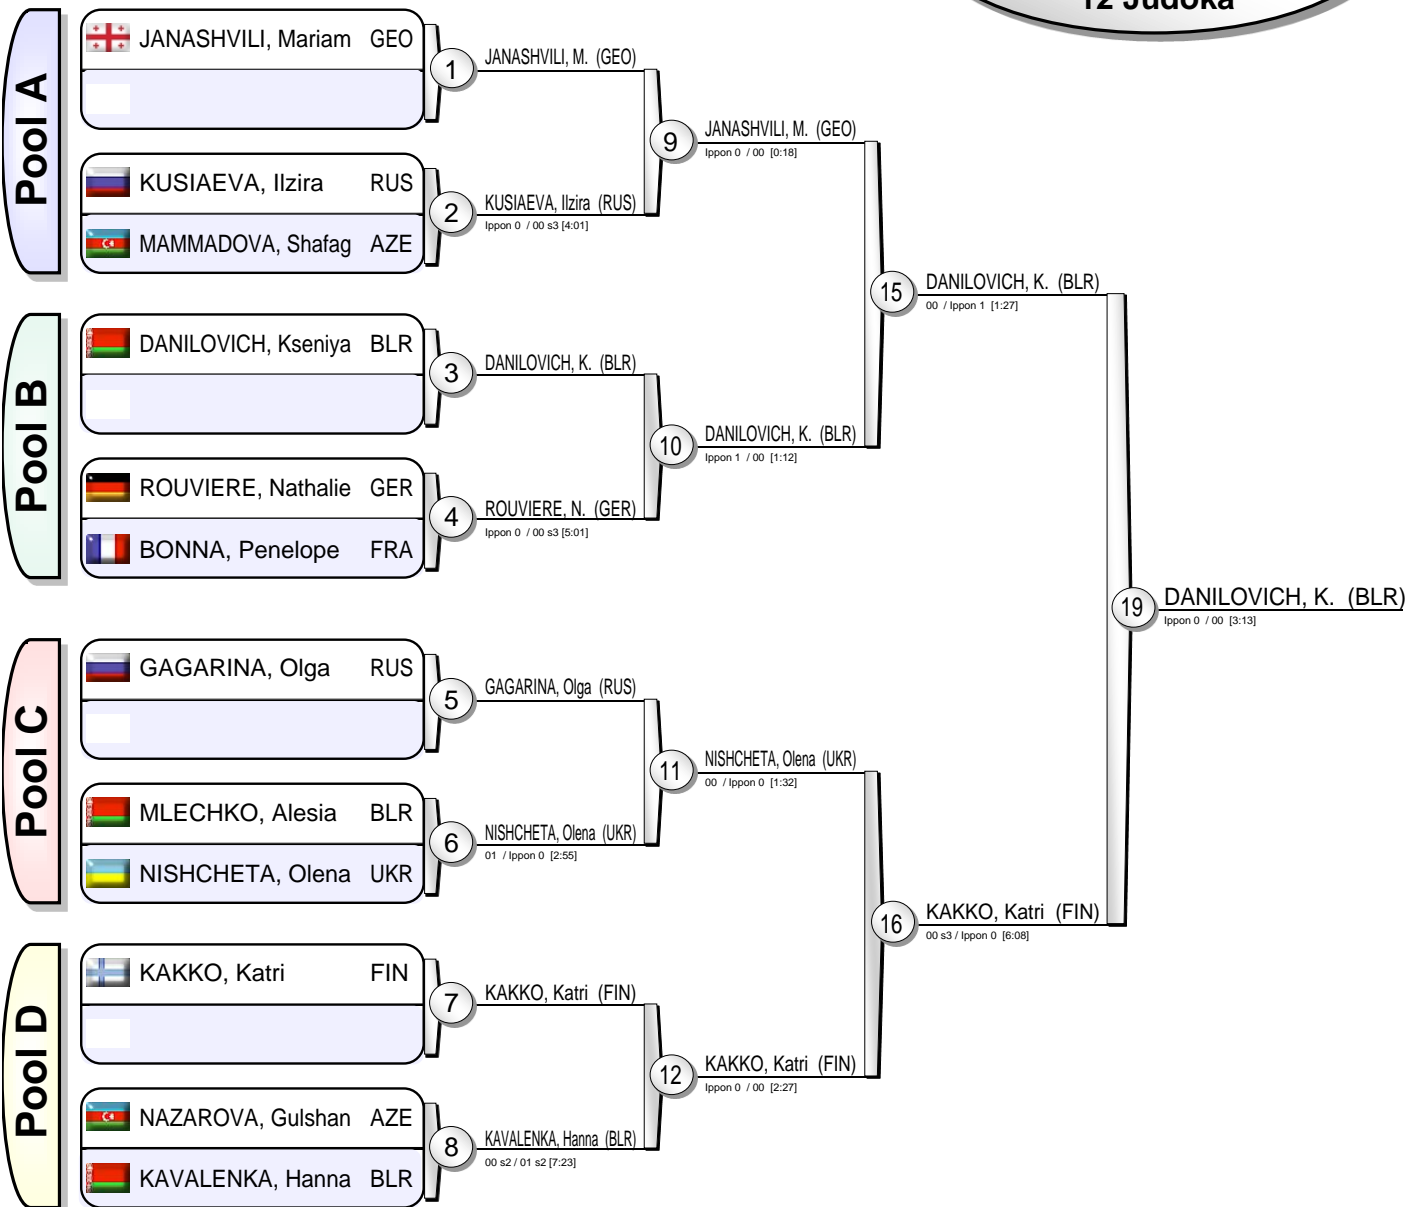 12 Judoka
Pool A
JANASHVILI, Mariam GEO
1
JANASHVILI, M. (GEO)
KUSIAEVA, Ilzira RUS
MAMMADOVA, Shafag AZE
2
KUSIAEVA, Ilzira (RUS)
Ippon 0 / 00 s3 [4:01]
9
JANASHVILI, M. (GEO)
Ippon 0 / 00 [0:18]
Pool B
DANILOVICH, Kseniya BLR
3
DANILOVICH, K. (BLR)
ROUVIERE, Nathalie GER
BONNA, Penelope FRA
4
ROUVIERE, N. (GER)
Ippon 0 / 00 s3 [5:01]
10
DANILOVICH, K. (BLR)
Ippon 1 / 00 [1:12]
15
DANILOVICH, K. (BLR)
00 / Ippon 1 [1:27]
Pool C
GAGARINA, Olga RUS
5
GAGARINA, Olga (RUS)
MLECHKO, Alesia BLR
NISHCHETA, Olena UKR
6
NISHCHETA, Olena (UKR)
01 / Ippon 0 [2:55]
11
NISHCHETA, Olena (UKR)
00 / Ippon 0 [1:32]
Pool D
KAKKO, Katri FIN
7
KAKKO, Katri (FIN)
NAZAROVA, Gulshan AZE
KAVALENKA, Hanna BLR
8
KAVALENKA, Hanna (BLR)
00 s2 / 01 s2 [7:23]
12
KAKKO, Katri (FIN)
Ippon 0 / 00 [2:27]
16
KAKKO, Katri (FIN)
00 s3 / Ippon 0 [6:08]
19
DANILOVICH, K. (BLR)
Ippon 0 / 00 [3:13]